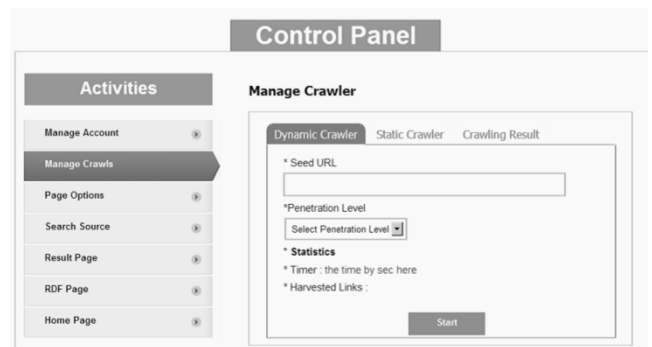 Control Panel
Activities
Manage Account
Manage Crawls
Page Options
Search Source
Result Page
RDF Page
Home Page
Manage Crawler
Dynamic Crawler Static Crawler Crawling Result
* Seed URL
*Penetration Level
Select Penetration Level
* Statistics
* Timer : the time by sec here
* Harvested Links :
Start